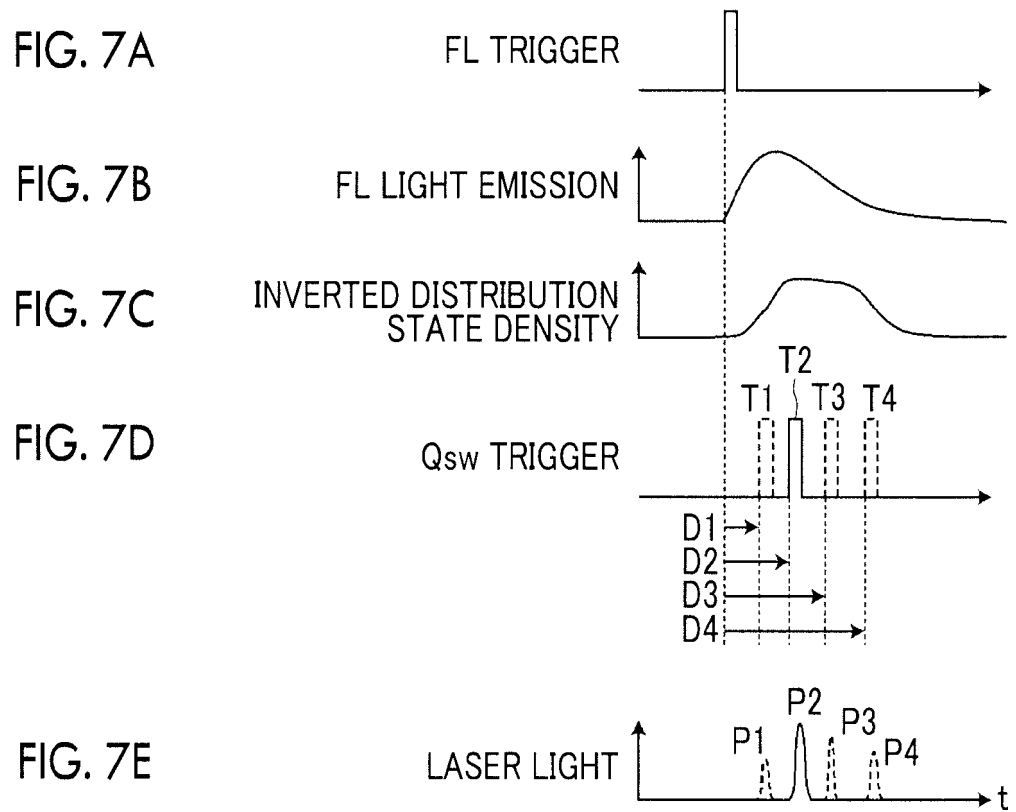 FIG. 7A
FL TRIGGER
FIG. 7B
FL LIGHT EMISSION
FIG. 7C
INVERTED DISTRIBUTION
STATE DENSITY
FIG. 7D
Qsw TRIGGER
T1
T2
T3
T4
D1
D2
D3
D4
FIG. 7E
LASER LIGHT
P1
P2
P3
P4
t